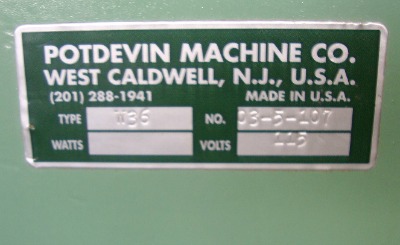 POTDEVIN MACHINE CO.
WEST CALDWELL, N.J., U.S.A.
(201) 288-1941 MADE IN U.S.A.
TYPE NO. 03-5-107
WATTS VOLTS 115